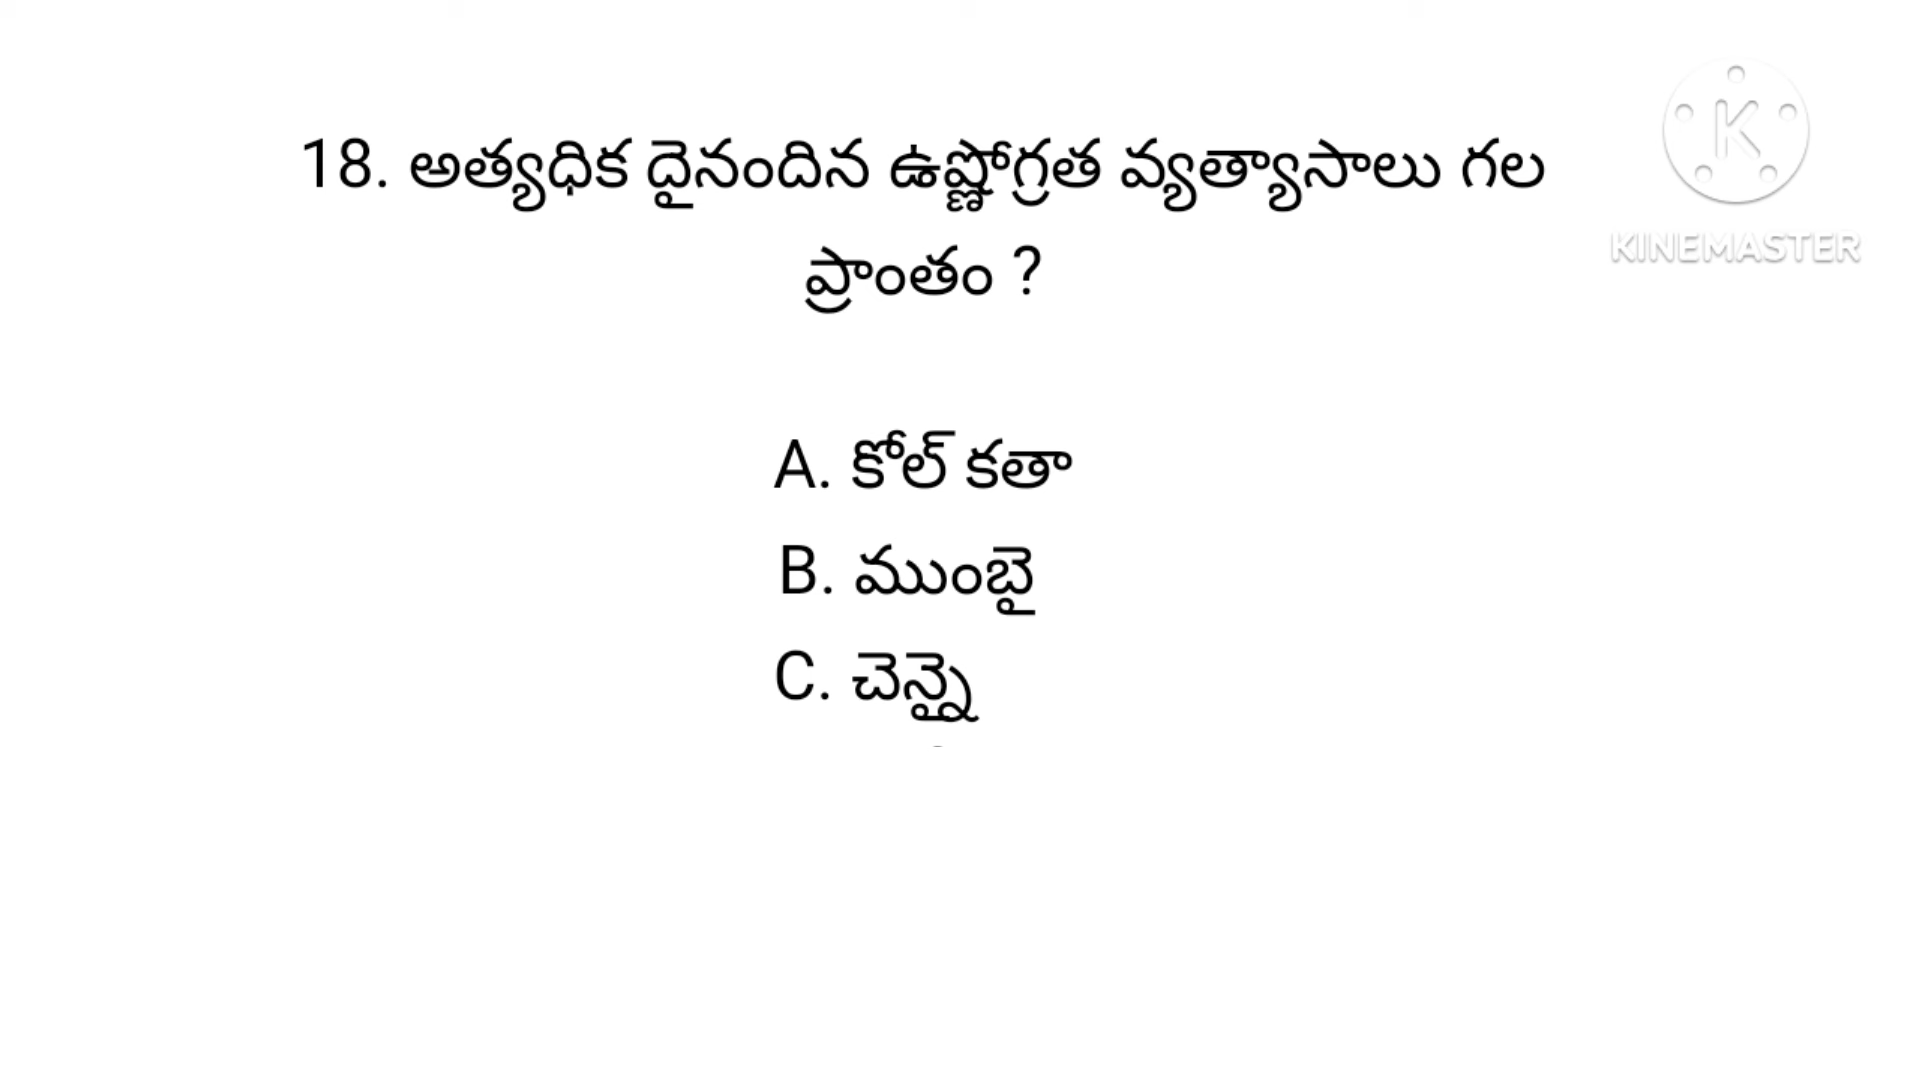 18. అత్యధిక దైనందిన ఉష్ణోగ్రత వ్యత్యాసాలు గల
ప్రాంతం ?
A. కోల్ కతా
B. ముంబై
C. చెన్నై
K
KINEMASTER